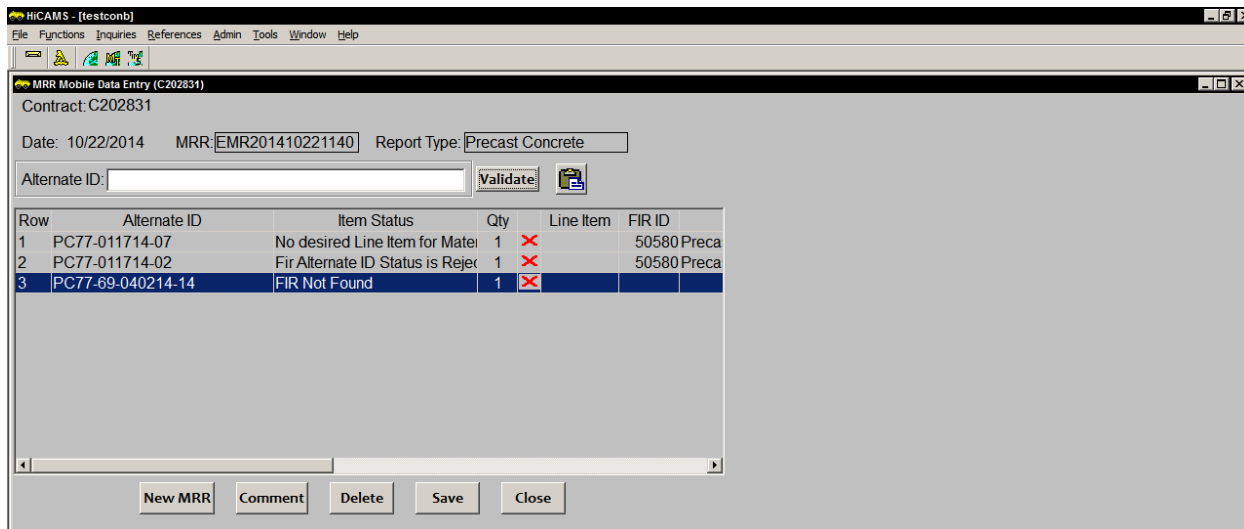 HiCAMS - [testconb]
File Functions Inquiries References Admin Tools Window Help
MRR Mobile Data Entry (C202831)
Contract: C202831
Date: 10/22/2014 MRR: EMR201410221140 Report Type: Precast Concrete
Alternate ID: Validate
Row Alternate ID Item Status Qty Line Item FIR ID
1 PC77-011714-07 No desired Line Item for Mater 1 50580 Preca
2 PC77-011714-02 Fir Alternate ID Status is Rejec 1 50580 Preca
3 PC77-69-040214-14 FIR Not Found 1
New MRR Comment Delete Save Close